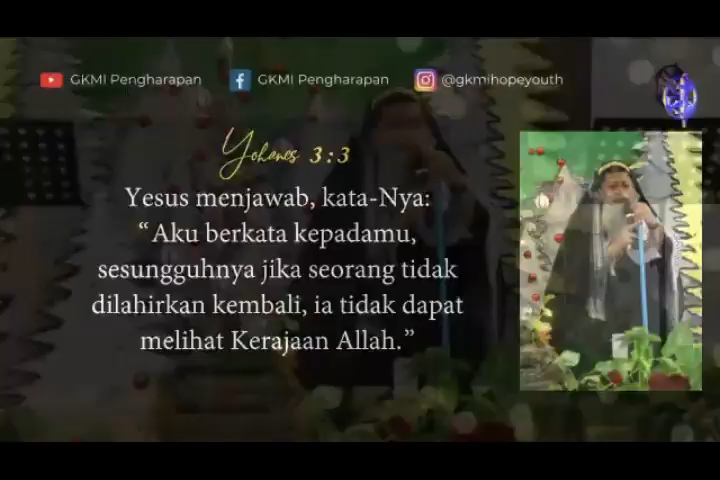 GKMI Pengharapan GKMI Pengharapan @gkmihopeyouth
Yohanes 3:3
Yesus menjawab, kata-Nya:
“Aku berkata kepadamu,
sesungguhnya jika seorang tidak
dilahirkan kembali, ia tidak dapat
melihat Kerajaan Allah.”